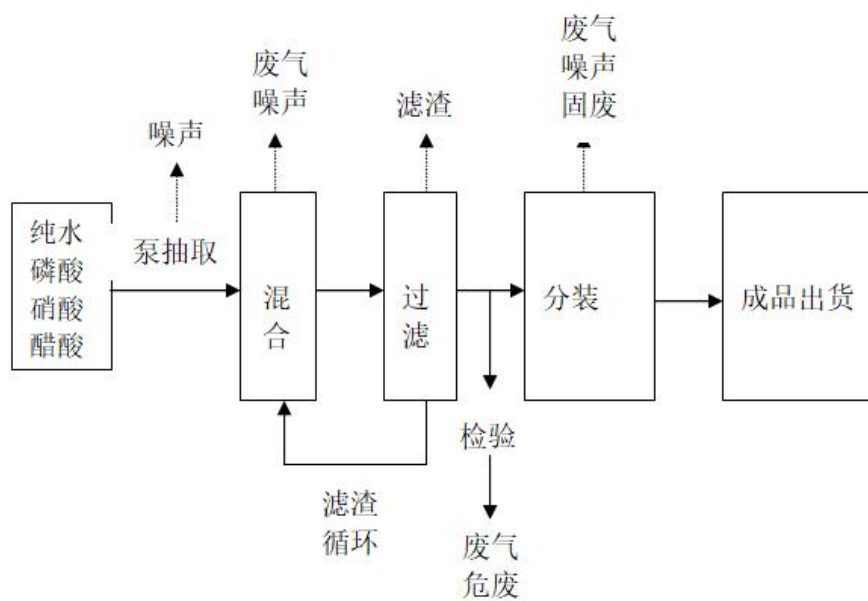 废气
噪声
固废
废气
噪声
滤渣
噪声
纯水
磷酸
硝酸
醋酸
泵抽取
混
合
过
滤
分装
成品出货
检验
滤渣
循环
废气
危废